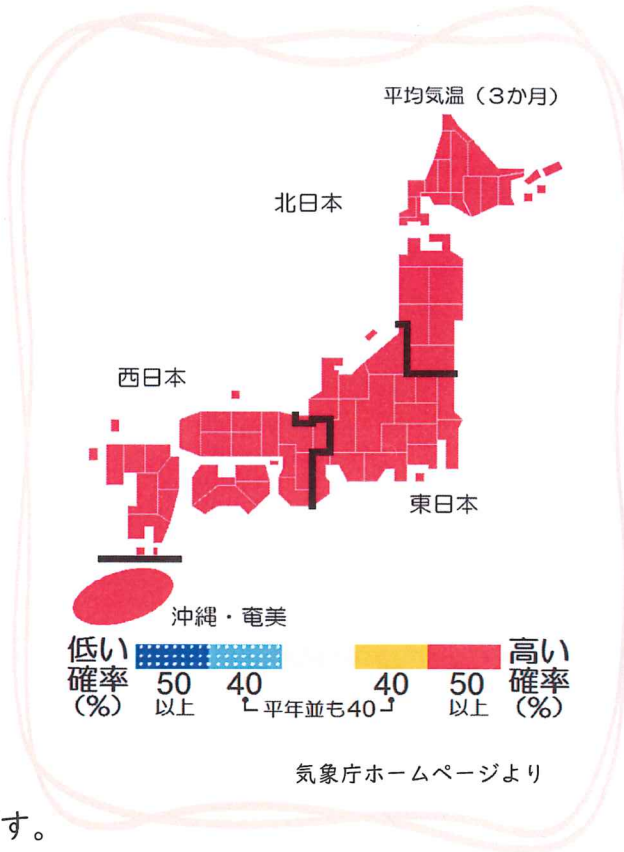 平均気温（3か月）
北日本
西日本
東日本
沖縄・奄美
低い
確率
(%)
50
以上
40
平年並も40
40
50
以上
高い
確率
(%)
気象庁ホームページより
す。